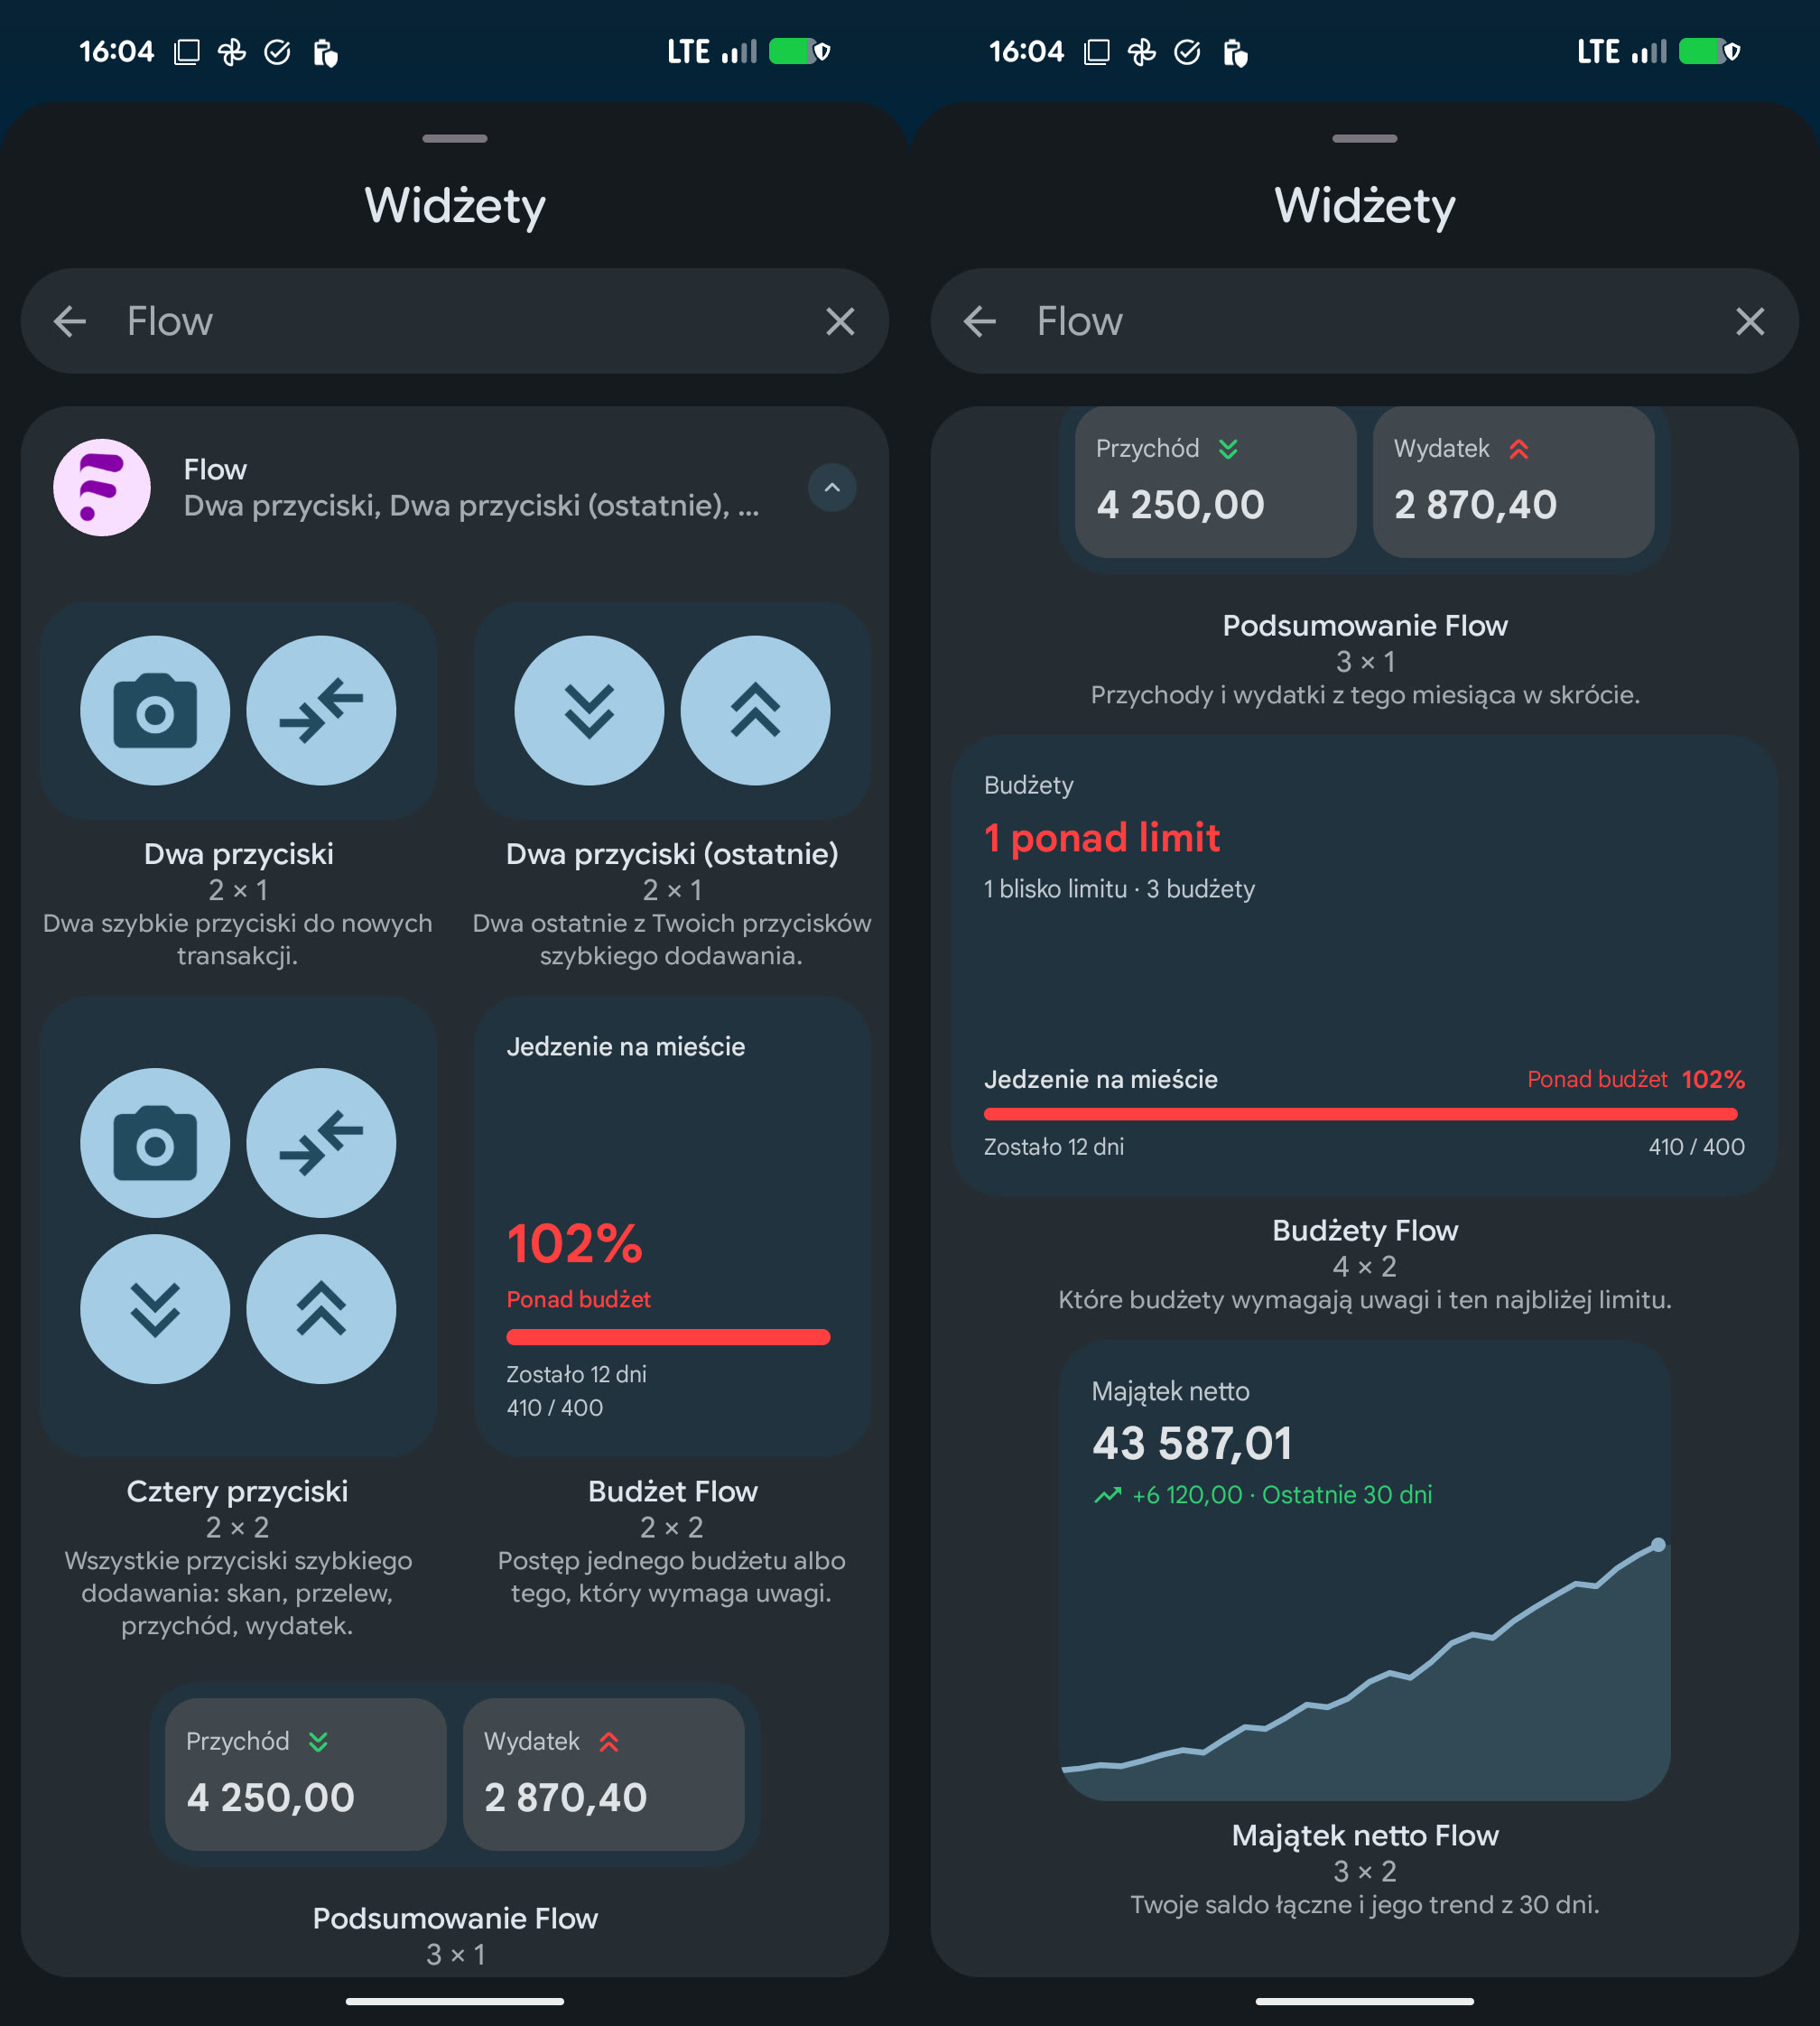 16:04
LTE
Widżety
Flow
Flow
Dwa przyciski, Dwa przyciski (ostatnie), ...
Dwa przyciski
2 × 1
Dwa szybkie przyciski do nowych
transakcji.
Dwa przyciski (ostatnie)
2 × 1
Dwa ostatnie z Twoich przycisków
szybkiego dodawania.
Cztery przyciski
2 × 2
Wszystkie przyciski szybkiego
dodawania: skan, przelew,
przychód, wydatek.
Jedzenie na mieście
102%
Ponad budżet
Zostało 12 dni
410 / 400
Budżet Flow
2 × 2
Postęp jednego budżetu albo
tego, który wymaga uwagi.
Przychód
4 250,00
Wydatek
2 870,40
Podsumowanie Flow
3 × 1
16:04
LTE
Widżety
Flow
Przychód
4 250,00
Wydatek
2 870,40
Podsumowanie Flow
3 × 1
Przychody i wydatki z tego miesiąca w skrócie.
Budżety
1 ponad limit
1 blisko limitu · 3 budżety
Jedzenie na mieście
Ponad budżet 102%
Zostało 12 dni
410 / 400
Budżety Flow
4 × 2
Które budżety wymagają uwagi i ten najbliżej limitu.
Majątek netto
43 587,01
+6 120,00 · Ostatnie 30 dni
Majątek netto Flow
3 × 2
Twoje saldo łączne i jego trend z 30 dni.